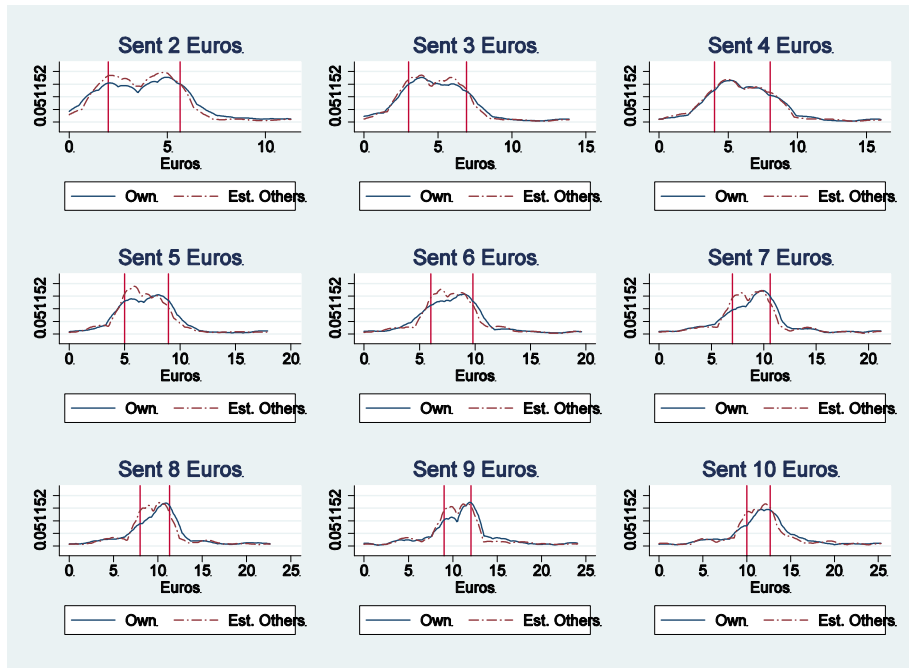 Sent 2 Euros.
0.051152
0. 5. 10.
Euros.
Own. Est. Others.
Sent 3 Euros.
0.051152
0. 5. 10. 15.
Euros.
Own. Est. Others.
Sent 4 Euros.
0.051152
0. 5. 10. 15.
Euros.
Own. Est. Others.
Sent 5 Euros.
0.051152
0. 5. 10. 15. 20.
Euros.
Own. Est. Others.
Sent 6 Euros.
0.051152
0. 5. 10. 15. 20.
Euros.
Own. Est. Others.
Sent 7 Euros.
0.051152
0. 5. 10. 15. 20.
Euros.
Own. Est. Others.
Sent 8 Euros.
0.051152
0. 5. 10. 15. 20. 25.
Euros.
Own. Est. Others.
Sent 9 Euros.
0.051152
0. 5. 10. 15. 20. 25.
Euros.
Own. Est. Others.
Sent 10 Euros.
0.051152
0. 5. 10. 15. 20. 25.
Euros.
Own. Est. Others.